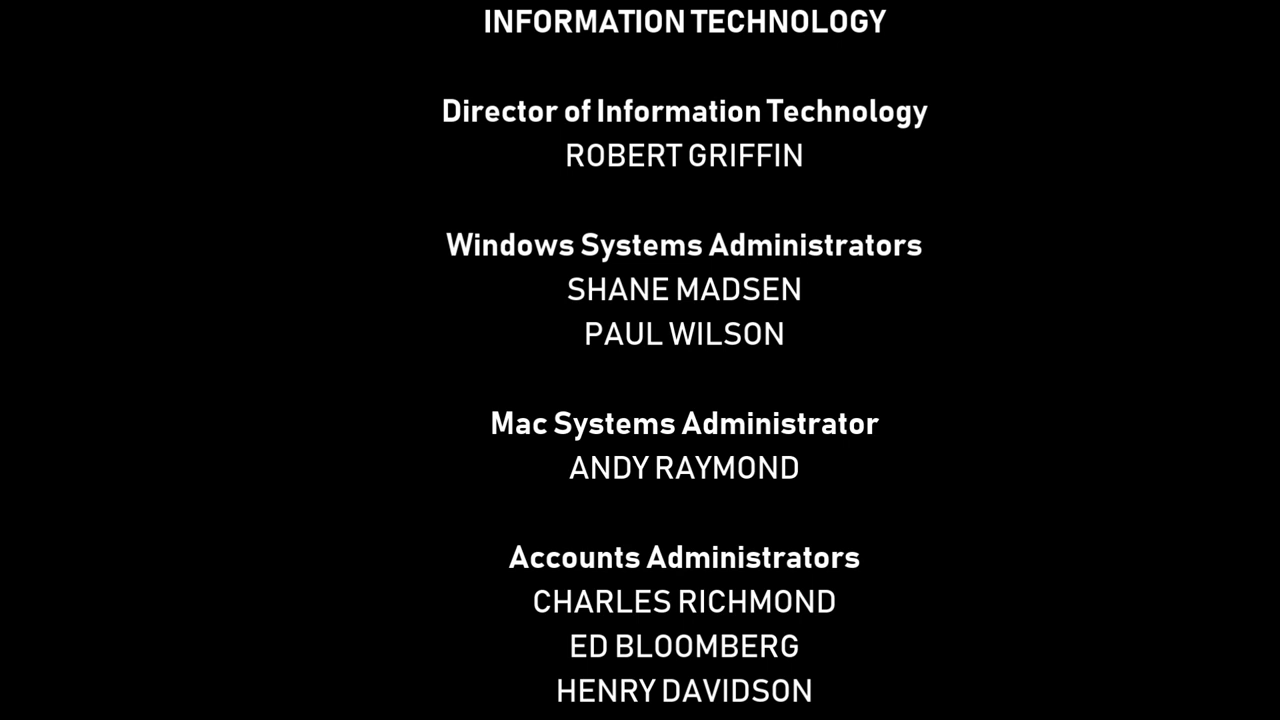 INFORMATION TECHNOLOGY
Director of Information Technology
ROBERT GRIFFIN
Windows Systems Administrators
SHANE MADSEN
PAUL WILSON
Mac Systems Administrator
ANDY RAYMOND
Accounts Administrators
CHARLES RICHMOND
ED BLOOMBERG
HENRY DAVIDSON